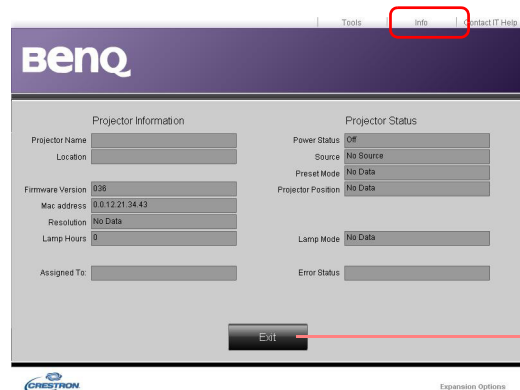 Tools Info Contact IT Help
BenQ
Projector Information Projector Status
Projector Name Power Status Off
Location Source No Source
Preset Mode No Data
Firmware Version 036 Projector Position No Data
Mac address 0.0.12.21.34.43
Resolution No Data
Lamp Hours 0 Lamp Mode No Data
Assigned To: Error Status
Exit
CRESTRON Expansion Options